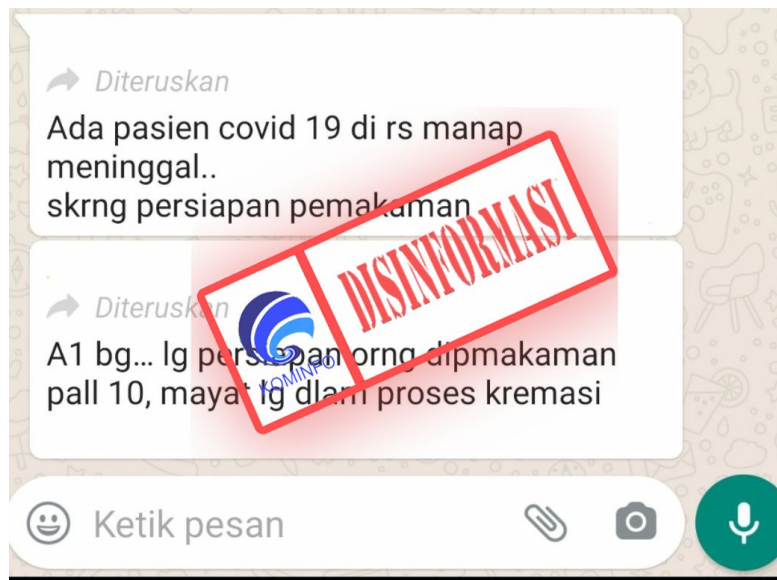 Diteruskan
Ada pasien covid 19 di rs manap
meninggal..
skrng persiapan pemakaman
DISINFORMASI
Diteruskan
KOMINFO
A1 bg... lg persiapan orng dipmakaman
pall 10, mayat lg dlam proses kremasi
Ketik pesan